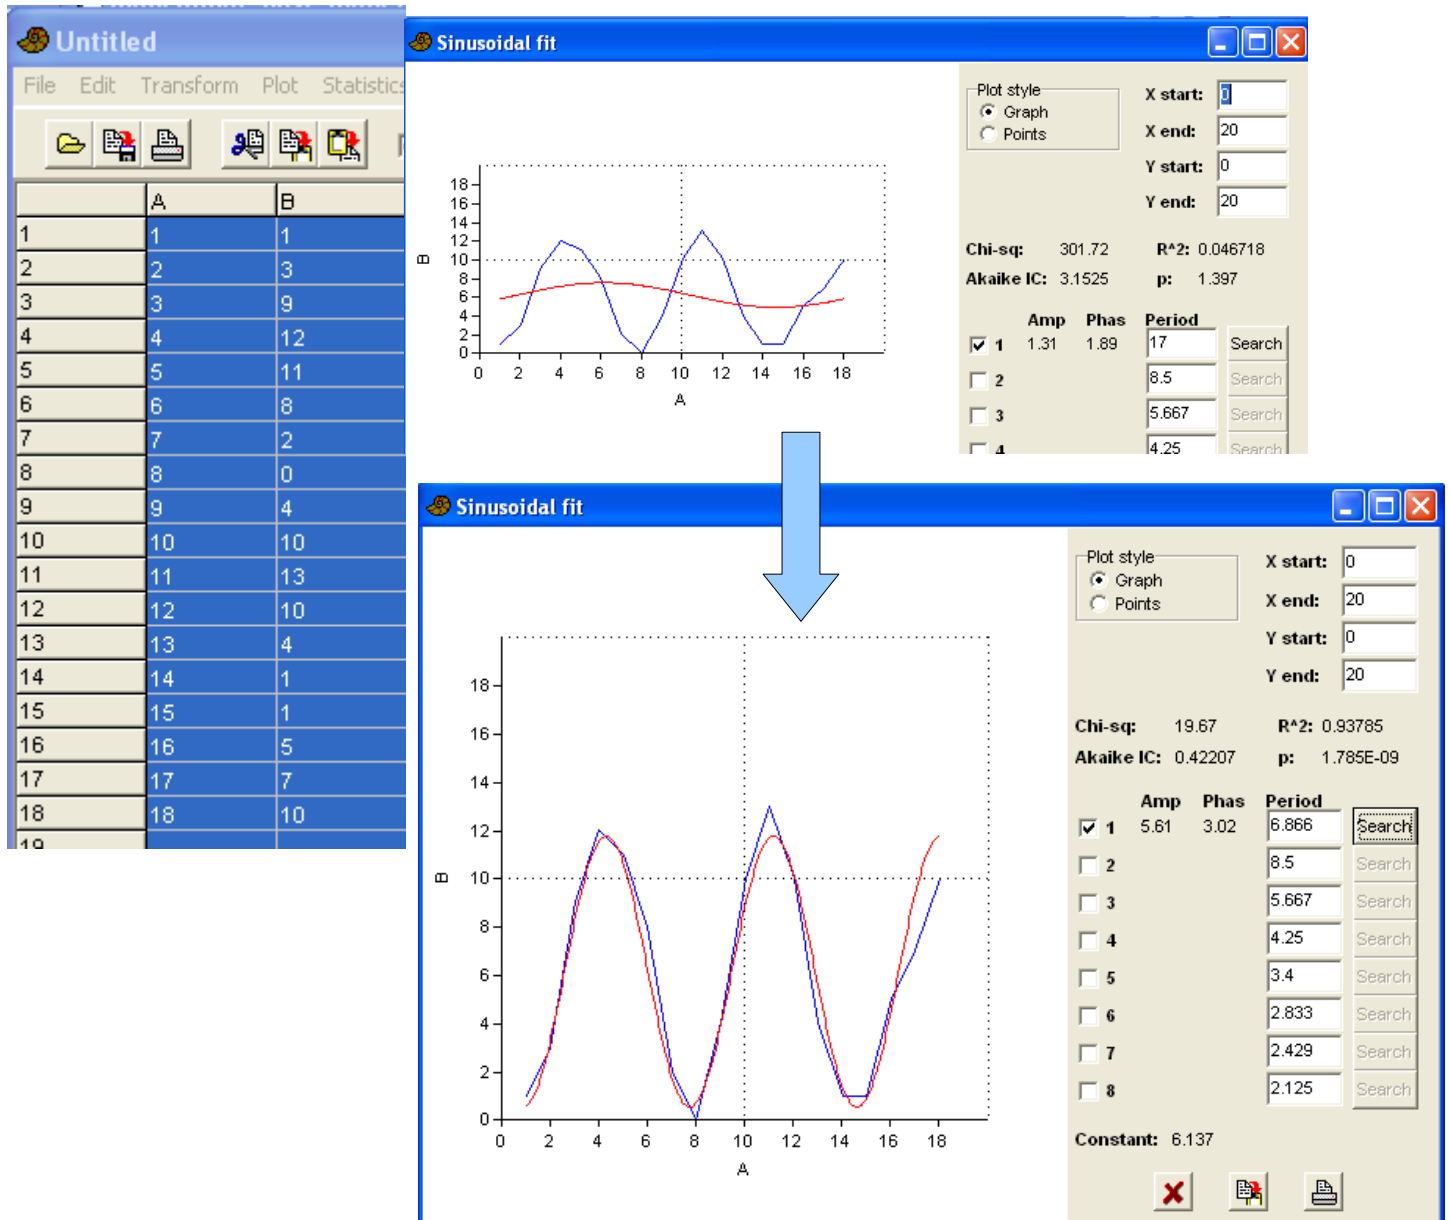 Untitled
File Edit Transform Plot Statistics
A B
1 1 1
2 2 3
3 3 9
4 4 12
5 5 11
6 6 8
7 7 2
8 8 0
9 9 4
10 10 10
11 11 13
12 12 10
13 13 4
14 14 1
15 15 1
16 16 5
17 17 7
18 18 10
19
Sinusoidal fit
Plot style
Graph
Points
X start: 0
X end: 20
Y start: 0
Y end: 20
18
16
14
12
10
8
6
4
2
0
B
0 2 4 6 8 10 12 14 16 18
A
Chi-sq: 301.72 R^2: 0.046718
Akaike IC: 3.1525 p: 1.397
Amp Phas Period
1 1.31 1.89 17 Search
2 8.5 Search
3 5.667 Search
4 4.25 Search
Sinusoidal fit
Plot style
Graph
Points
X start: 0
X end: 20
Y start: 0
Y end: 20
18
16
14
12
10
8
6
4
2
0
B
0 2 4 6 8 10 12 14 16 18
A
Chi-sq: 19.67 R^2: 0.93785
Akaike IC: 0.42207 p: 1.785E-09
Amp Phas Period
1 5.61 3.02 6.866 Search
2 8.5 Search
3 5.667 Search
4 4.25 Search
5 3.4 Search
6 2.833 Search
7 2.429 Search
8 2.125 Search
Constant: 6.137